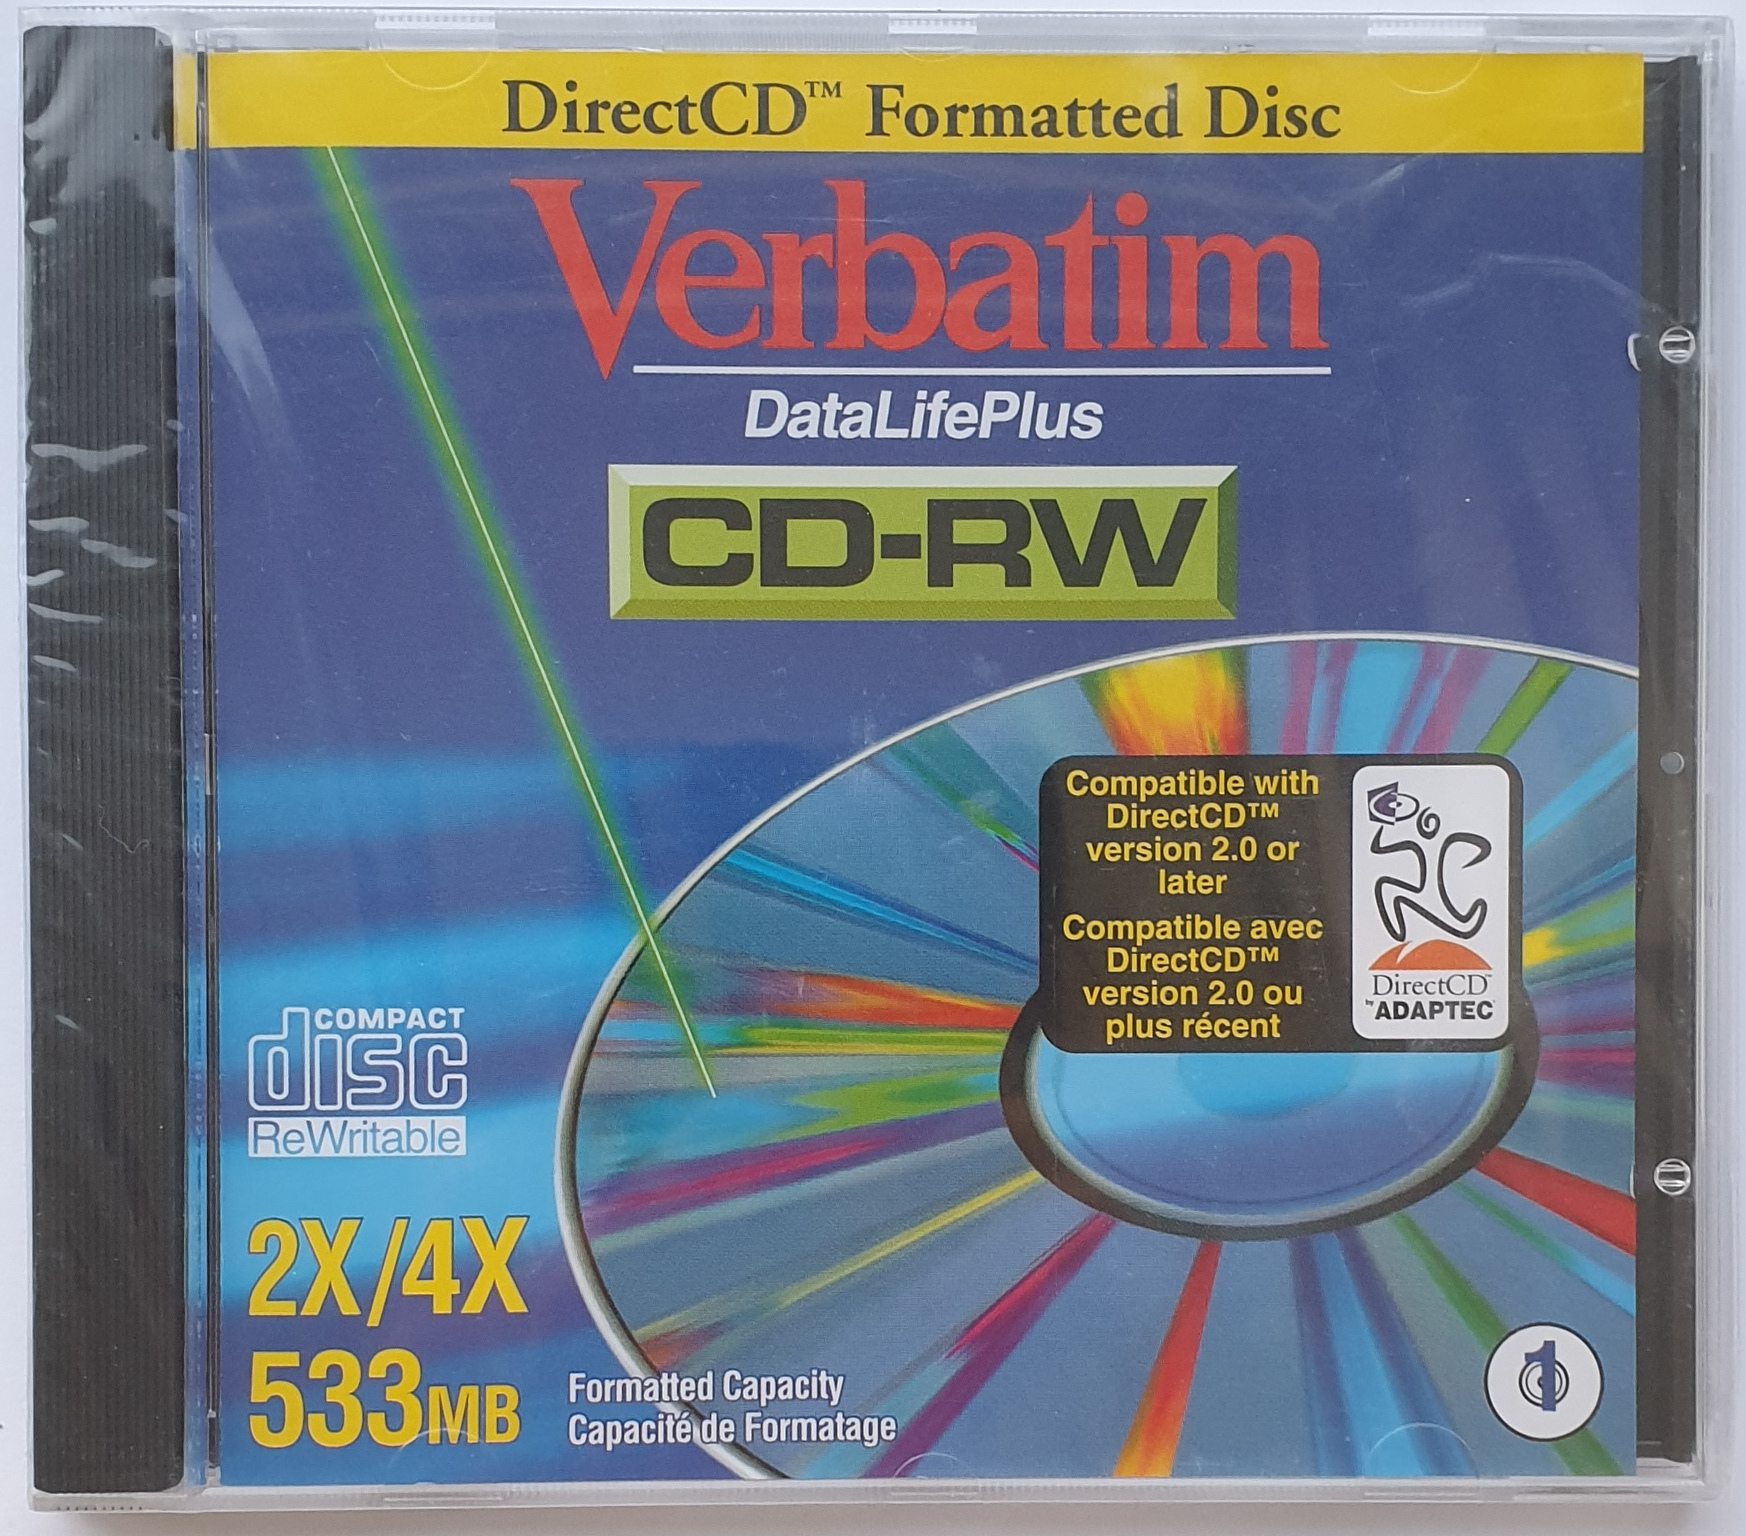 DirectCD™ Formatted Disc
Verbatim
DataLifePlus
CD-RW
Compatible with
DirectCD™
version 2.0 or
later
Compatible avec
DirectCD™
version 2.0 ou
plus récent
DirectCD™
by ADAPTEC
COMPACT
disc
ReWritable
2X/4X
533MB
Formatted Capacity
Capacité de Formatage
1